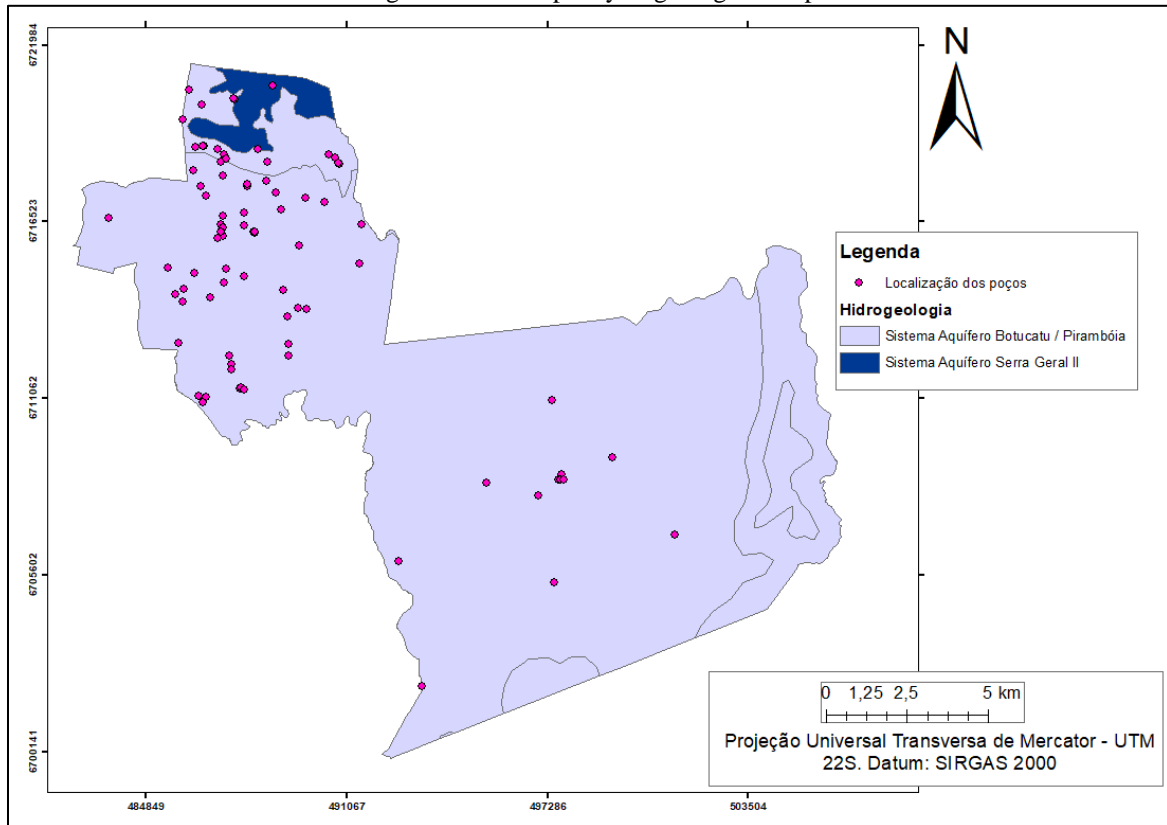 6721984
6716523
6711062
6705602
6700141
484849
491067
497286
503504
N
Legenda
Localização dos poços
Hidrogeologia
Sistema Aquífero Botucatu / Pirambóia
Sistema Aquífero Serra Geral II
0 1,25 2,5 5 km
Projeção Universal Transversa de Mercator - UTM
22S. Datum: SIRGAS 2000